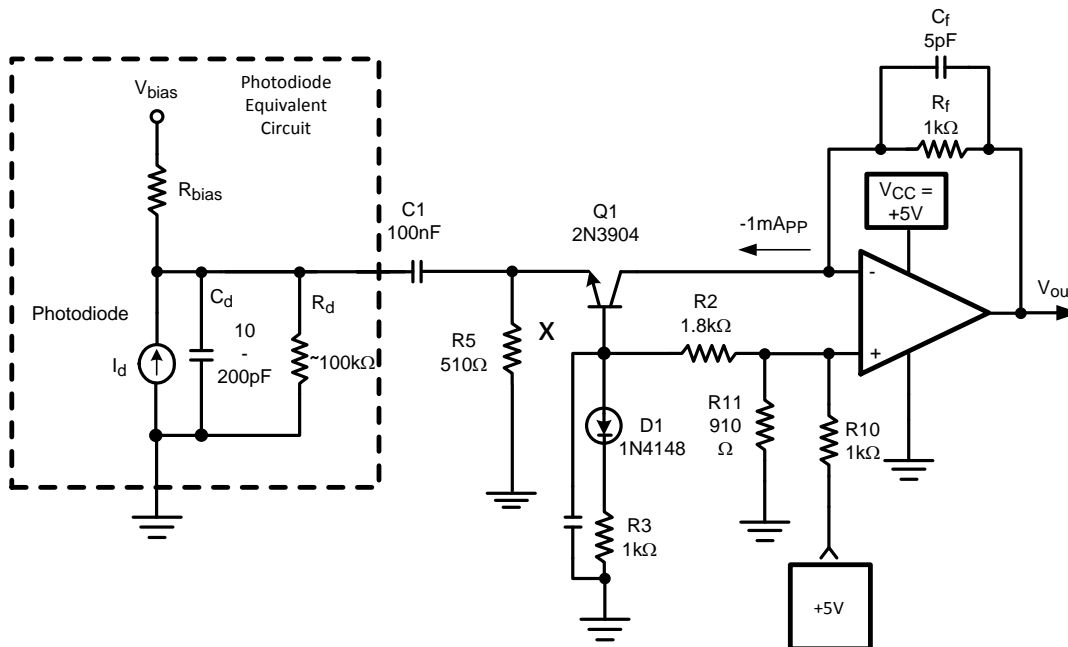 Photodiode
Equivalent
Circuit
Vbias
Rbias
Photodiode
Id
Cd
10
-
200pF
Rd
~100kΩ
C1
100nF
R5
510Ω
X
Q1
2N3904
-1mAPP
R2
1.8kΩ
D1
1N4148
R3
1kΩ
R11
910
Ω
R10
1kΩ
+5V
Cf
5pF
Rf
1kΩ
VCC =
+5V
-
+
Vou